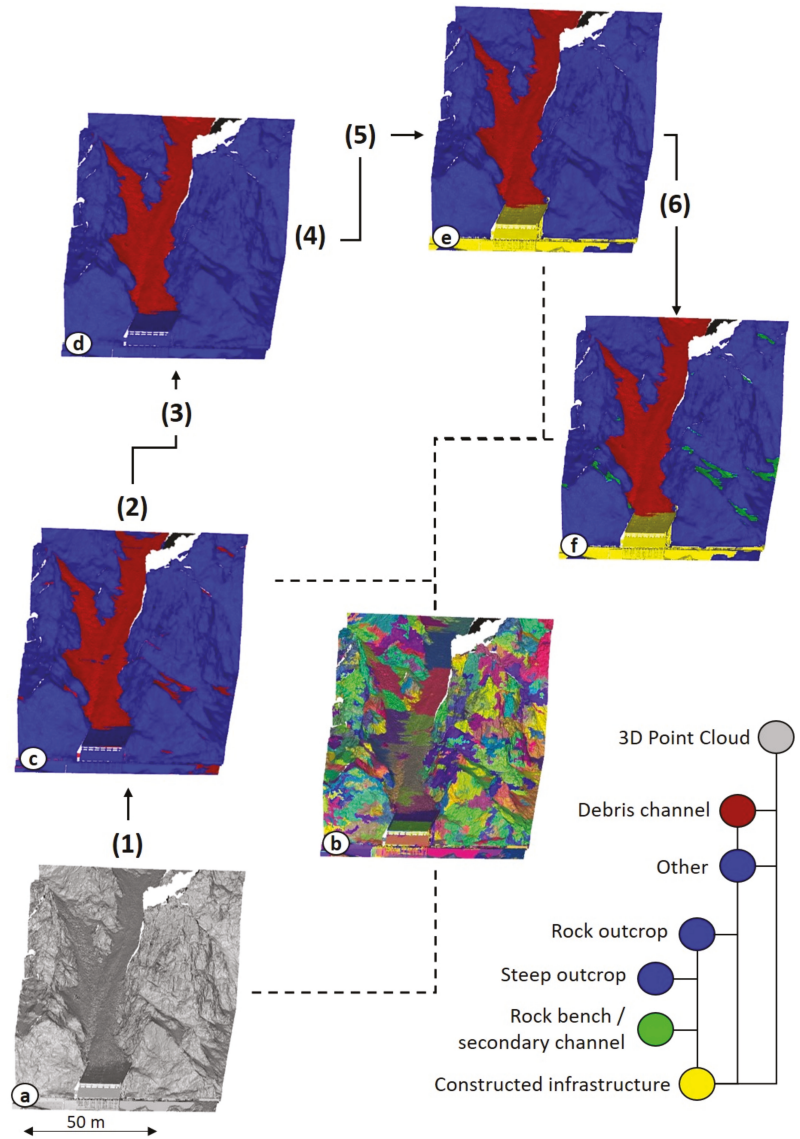 (5)
(4)
(6)
e
d
(3)
(2)
f
c
3D Point Cloud
(1)
b
Debris channel
Other
Rock outcrop
Steep outcrop
Rock bench /
secondary channel
Constructed infrastructure
a
50 m